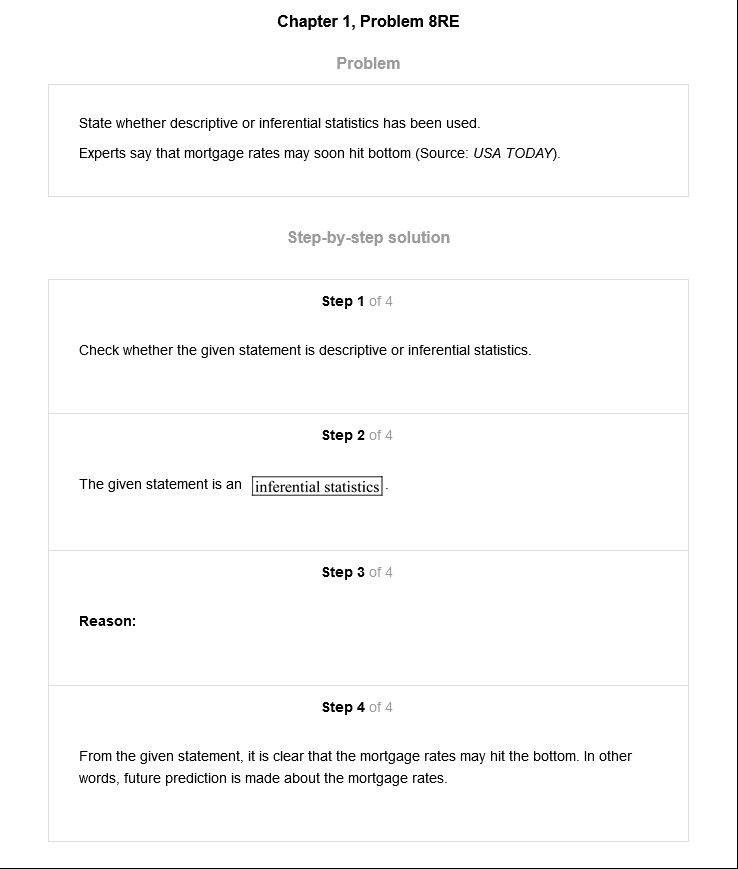 Chapter 1, Problem 8RE
Problem
State whether descriptive or inferential statistics has been used.
Experts say that mortgage rates may soon hit bottom (Source: USA TODAY).
Step-by-step solution
Step 1 of 4
Check whether the given statement is descriptive or inferential statistics.
Step 2 of 4
The given statement is an inferential statistics.
Step 3 of 4
Reason:
Step 4 of 4
From the given statement, it is clear that the mortgage rates may hit the bottom. In other
words, future prediction is made about the mortgage rates.